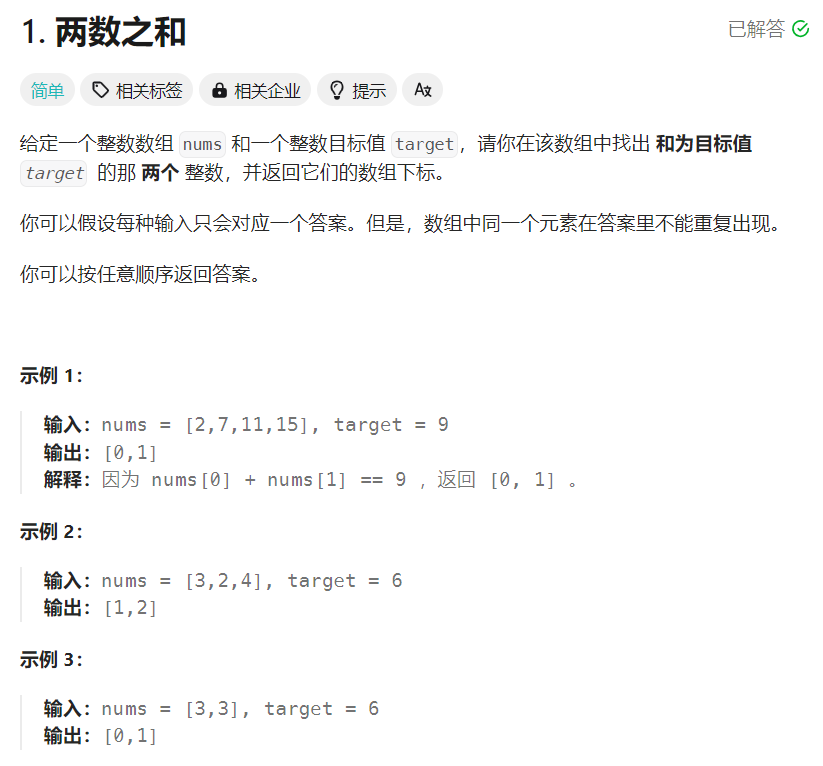 1. 两数之和
已解答
简单 相关标签 相关企业 提示 Ax
给定一个整数数组 nums 和一个整数目标值 target，请你在该数组中找出 和为目标值
target 的那 两个 整数，并返回它们的数组下标。
你可以假设每种输入只会对应一个答案。但是，数组中同一个元素在答案里不能重复出现。
你可以按任意顺序返回答案。
示例 1：
输入：nums = [2,7,11,15], target = 9
输出：[0,1]
解释：因为 nums[0] + nums[1] == 9 ，返回 [0, 1] 。
示例 2：
输入：nums = [3,2,4], target = 6
输出：[1,2]
示例 3：
输入：nums = [3,3], target = 6
输出：[0,1]